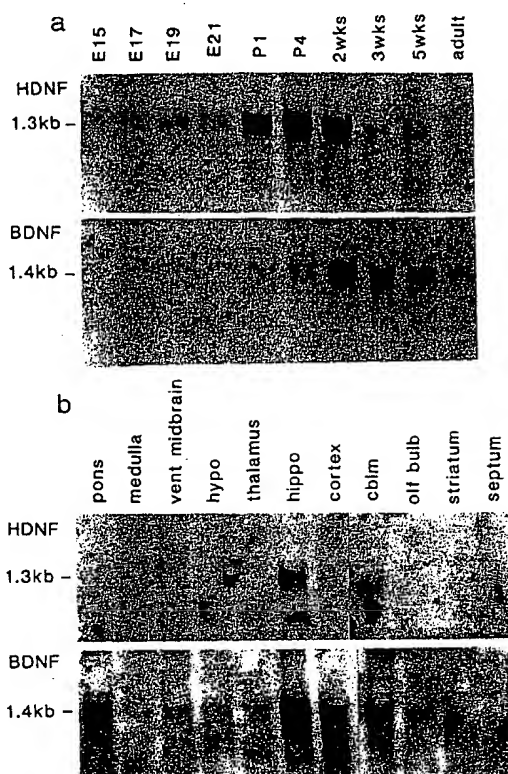 a
E15 E17 E19 E21 P1 P4 2wks 3wks 5wks adult
HDNF
1.3kb –
BDNF
1.4kb –
b
pons medulla vent midbrain hypo thalamus hippo cortex cblm olf bulb striatum septum
HDNF
1.3kb –
BDNF
1.4kb –